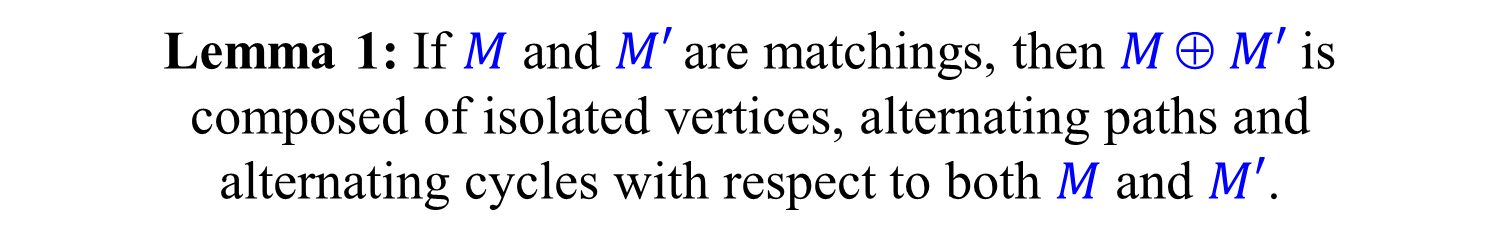 Lemma 1: If M and M′ are matchings, then M ⊕ M′ is
composed of isolated vertices, alternating paths and
alternating cycles with respect to both M and M′.